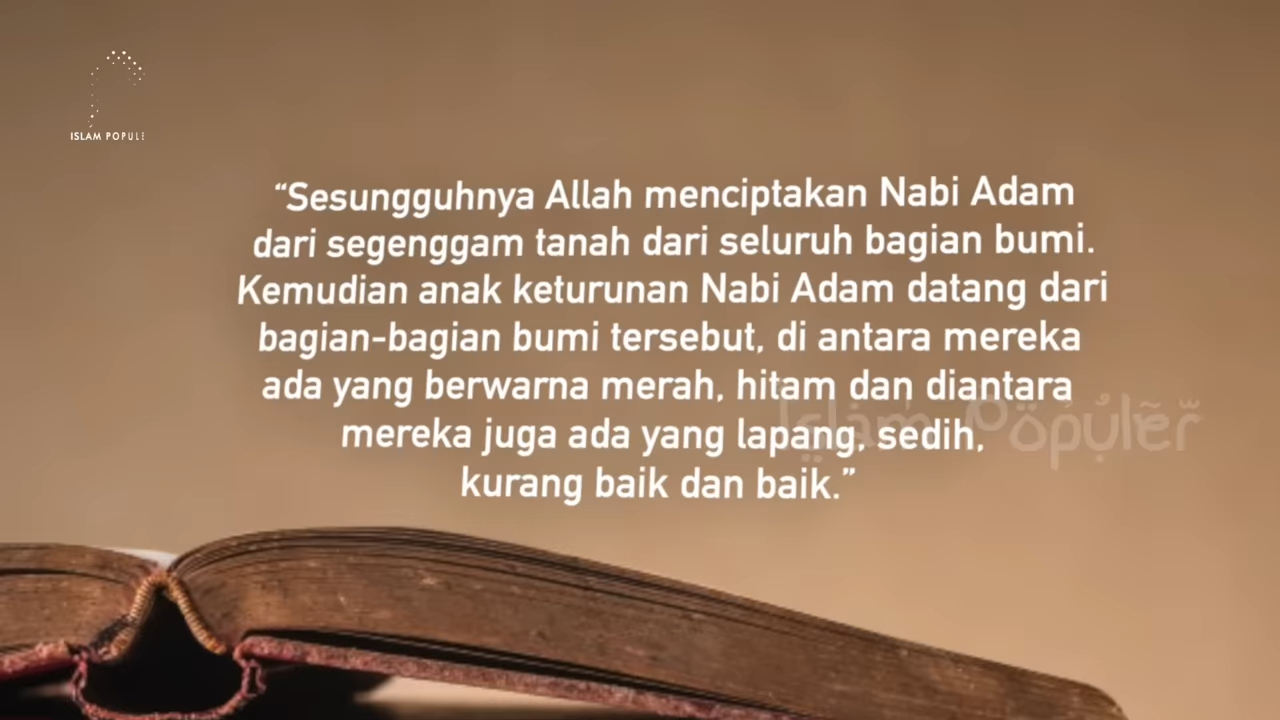 ISLAM POPULE
“Sesungguhnya Allah menciptakan Nabi Adam
dari segenggam tanah dari seluruh bagian bumi.
Kemudian anak keturunan Nabi Adam datang dari
bagian-bagian bumi tersebut, di antara mereka
ada yang berwarna merah, hitam dan diantara
mereka juga ada yang lapang, sedih,
kurang baik dan baik.”
Islam Populer